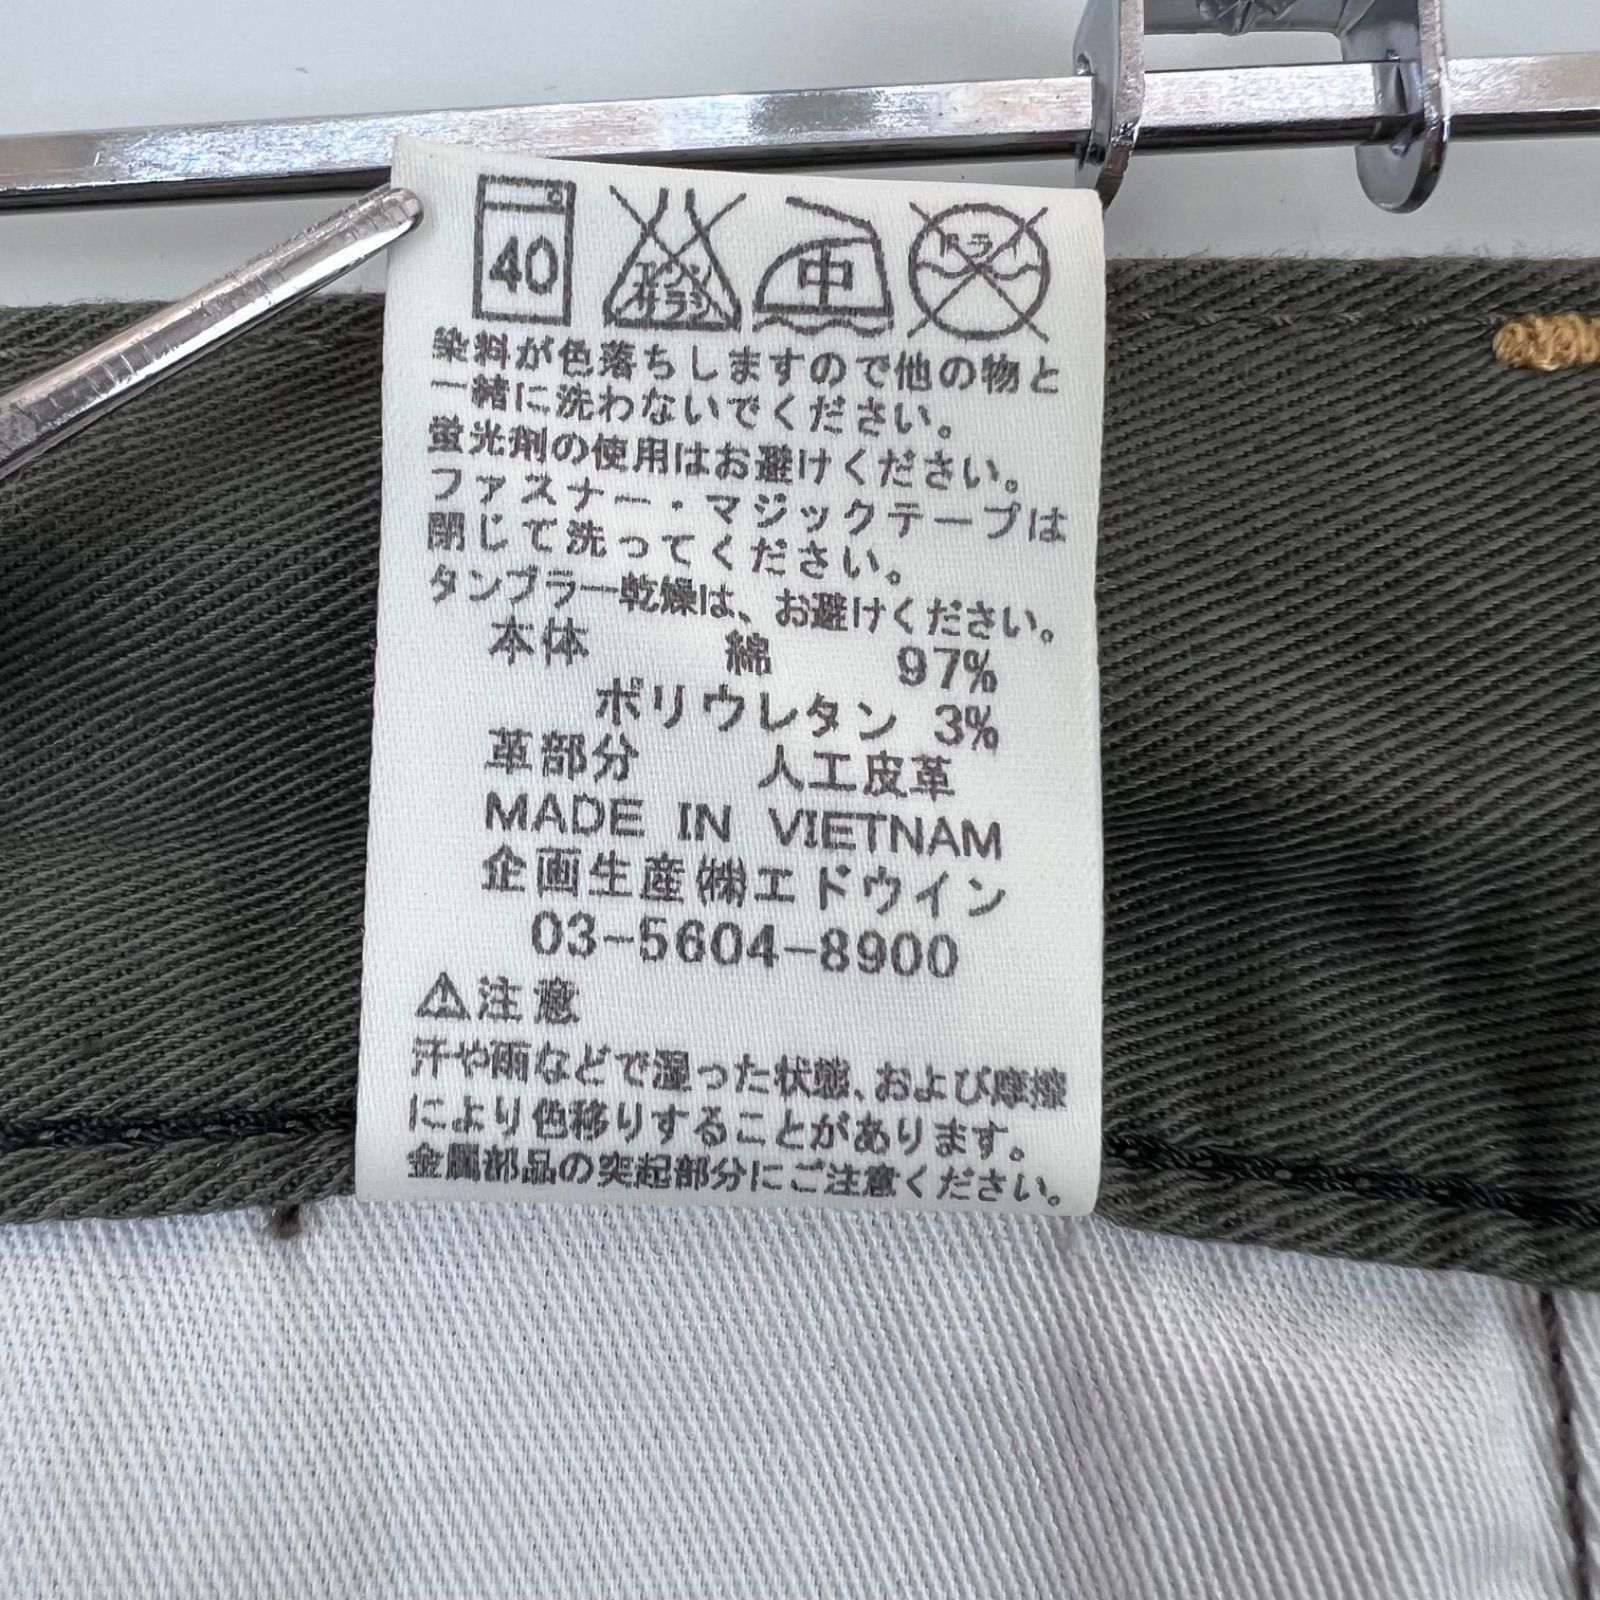 40 エンソサラシ 中 ドライ
染料が色落ちしますので他の物と
一緒に洗わないでください。
蛍光剤の使用はお避けください。
ファスナー・マジックテープは
閉じて洗ってください。
タンブラー乾燥は、お避けください。
本体 綿 97%
ポリウレタン 3%
革部分 人工皮革
MADE IN VIETNAM
企画生産㈱エドウイン
03-5604-8900
⚠注意
汗や雨などで湿った状態、および摩擦
により色移りすることがあります。
金属部品の突起部分にご注意ください。